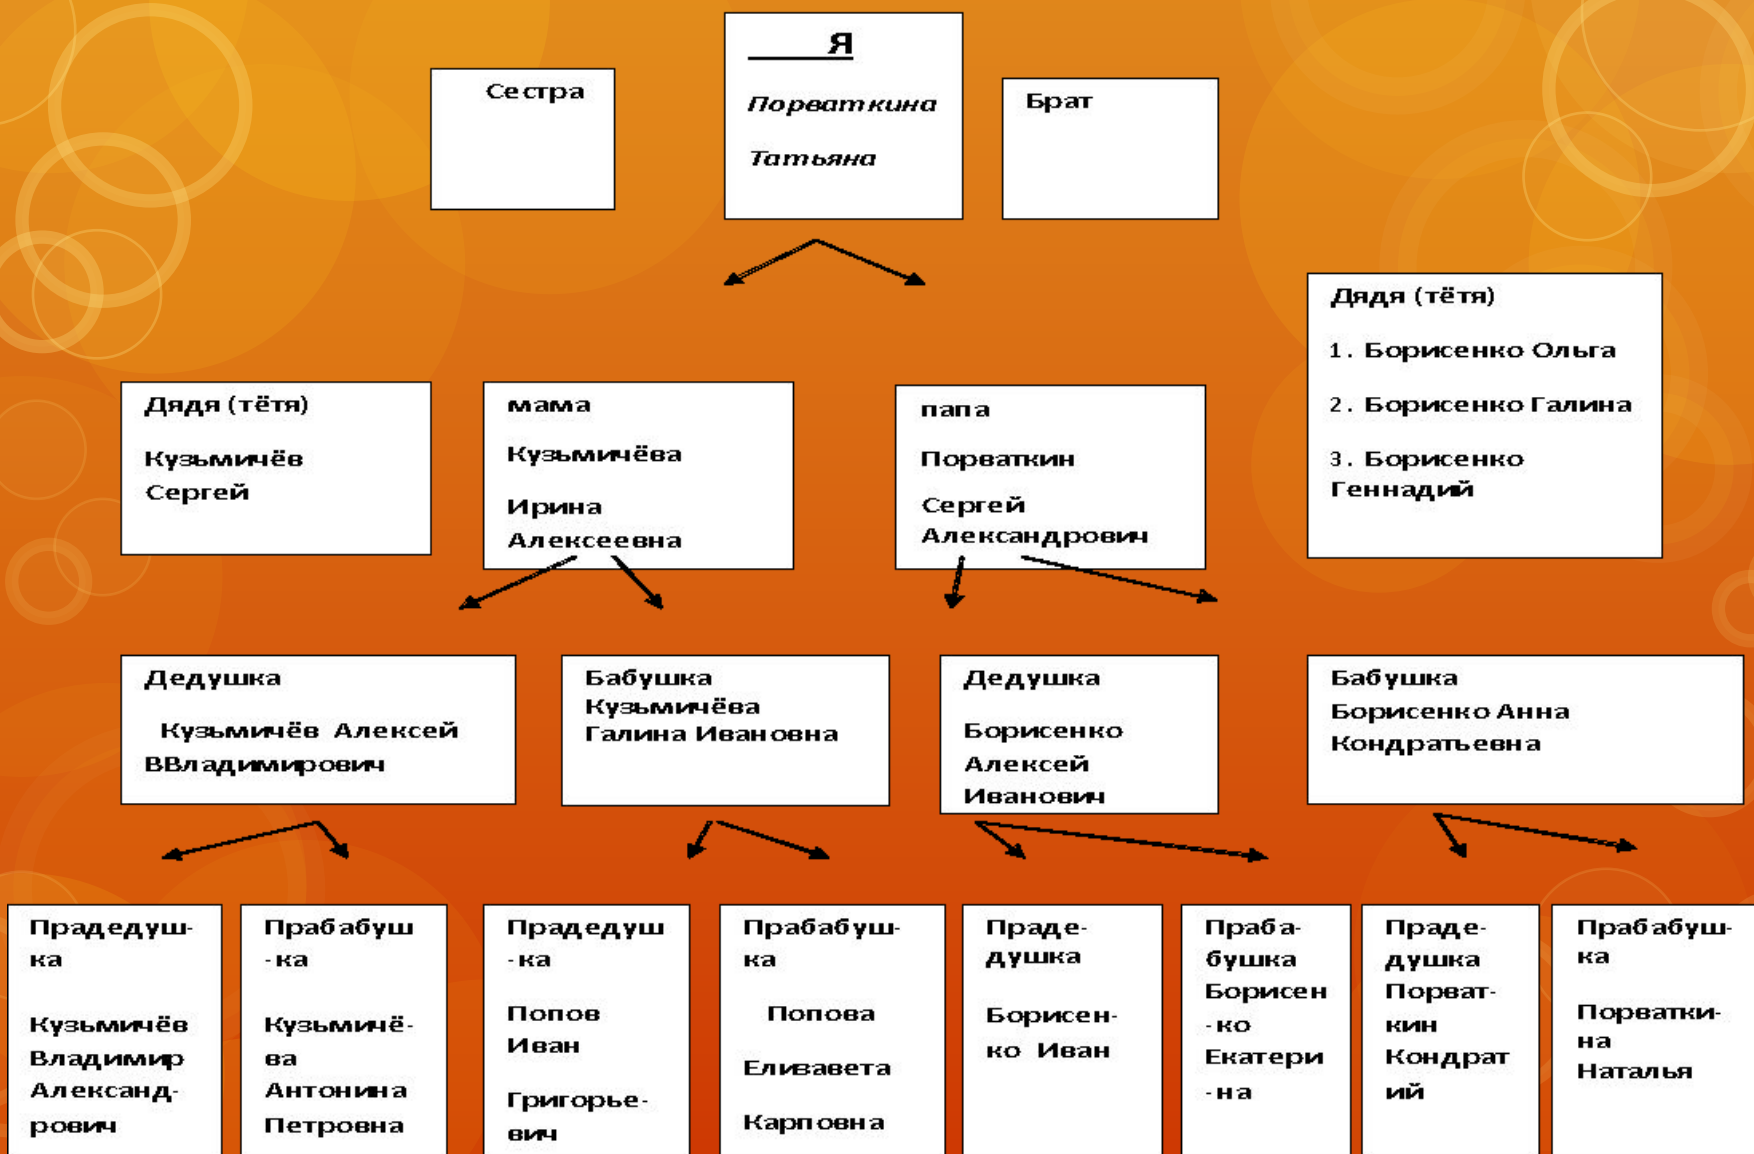 Я
Порваткина
Татьяна
Сестра
Брат
Дядя (тётя)
1. Борисенко Ольга
2. Борисенко Галина
3. Борисенко
Геннадий
Дядя (тётя)
Кузьмичёв
Сергей
мама
Кузьмичёва
Ирина
Алексеевна
папа
Порваткин
Сергей
Александрович
Дедушка
Кузьмичёв Алексей
ВВладимирович
Бабушка
Кузьмичёва
Галина Ивановна
Дедушка
Борисенко
Алексей
Иванович
Бабушка
Борисенко Анна
Кондратьевна
Прадедуш-
ка
Кузьмичёв
Владимир
Александ-
рович
Прабабуш
-ка
Кузьмичё-
ва
Антонина
Петровна
Прадедуш
-ка
Попов
Иван
Григорье-
вич
Прабабуш-
ка
Попова
Елизавета
Карповна
Праде-
душка
Борисен-
ко Иван
Праба-
бушка
Борисен
-ко
Екатери
-на
Праде-
душка
Порват-
кин
Кондрат
ий
Прабабуш-
ка
Порватки-
на
Наталья